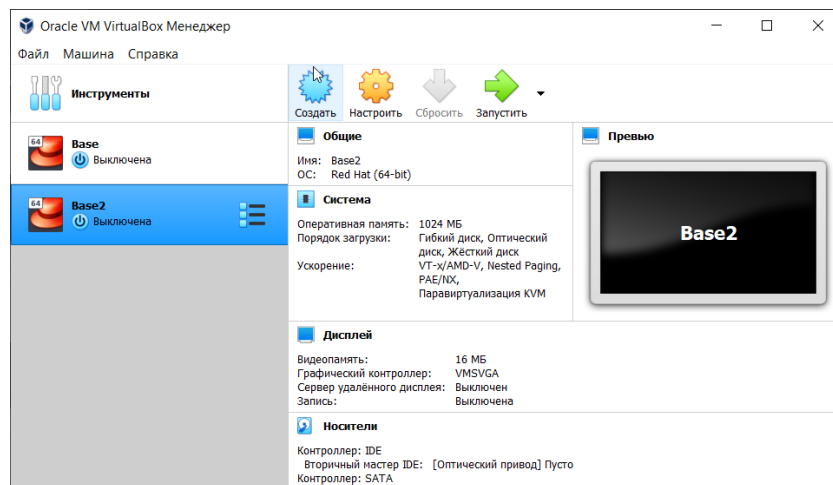 Oracle VM VirtualBox Менеджер
Файл Машина Справка
Инструменты
Создать Настроить Сбросить Запустить
64
Base
Выключена
64
Base2
Выключена
Общие
Имя: Base2
ОС: Red Hat (64-bit)
Система
Оперативная память: 1024 МБ
Порядок загрузки: Гибкий диск, Оптический
диск, Жёсткий диск
Ускорение: VT-x/AMD-V, Nested Paging,
PAE/NX,
Паравиртуализация KVM
Превью
Base2
Дисплей
Видеопамять: 16 МБ
Графический контроллер: VMSVGA
Сервер удалённого дисплея: Выключен
Запись: Выключена
Носители
Контроллер: IDE
Вторичный мастер IDE: [Оптический привод] Пусто
Контроллер: SATA